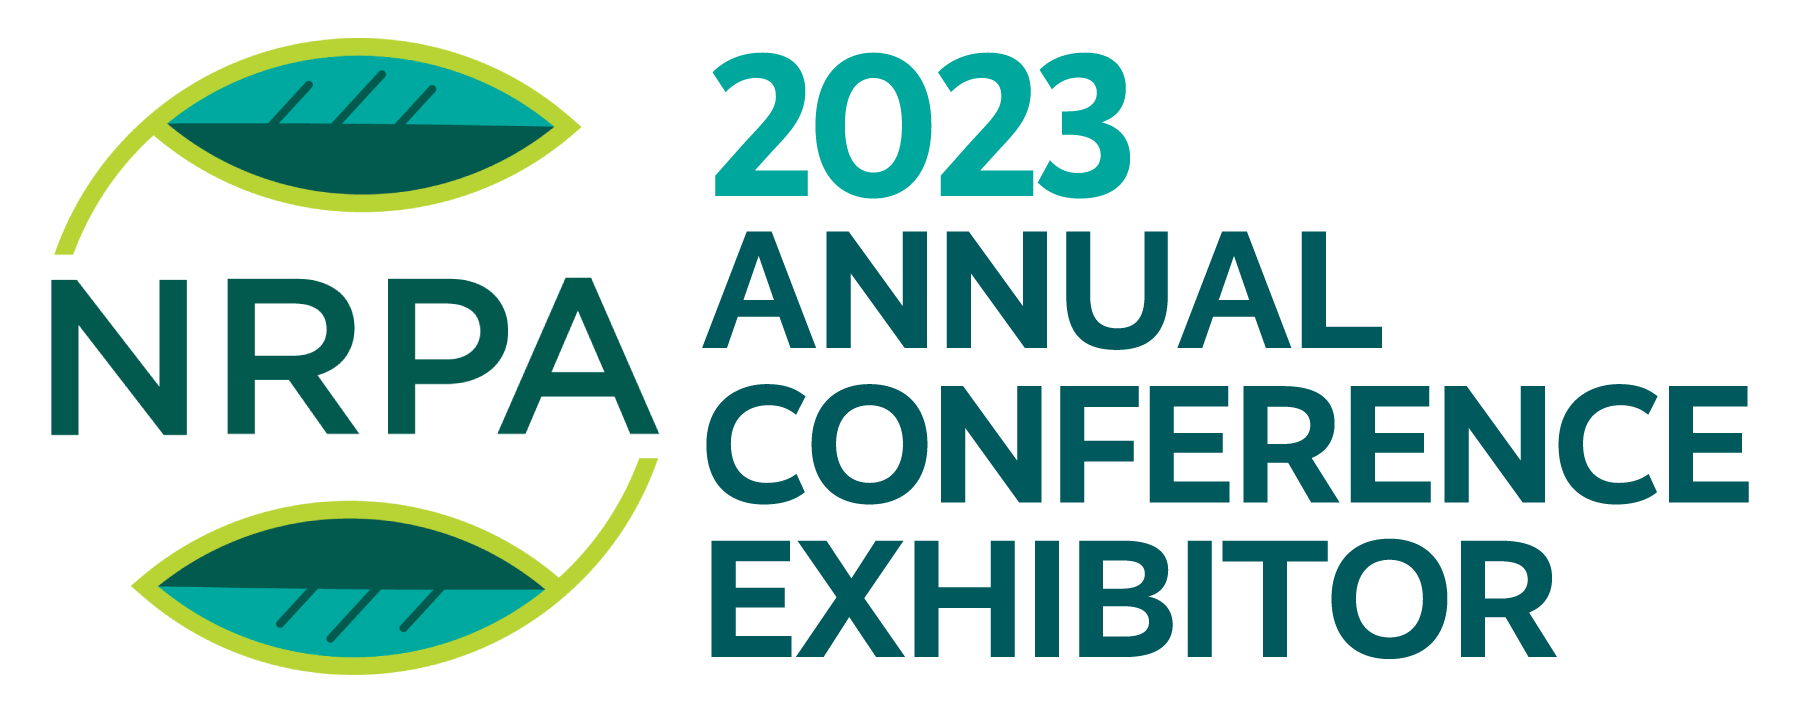 NRPA
2023
ANNUAL
CONFERENCE
EXHIBITOR